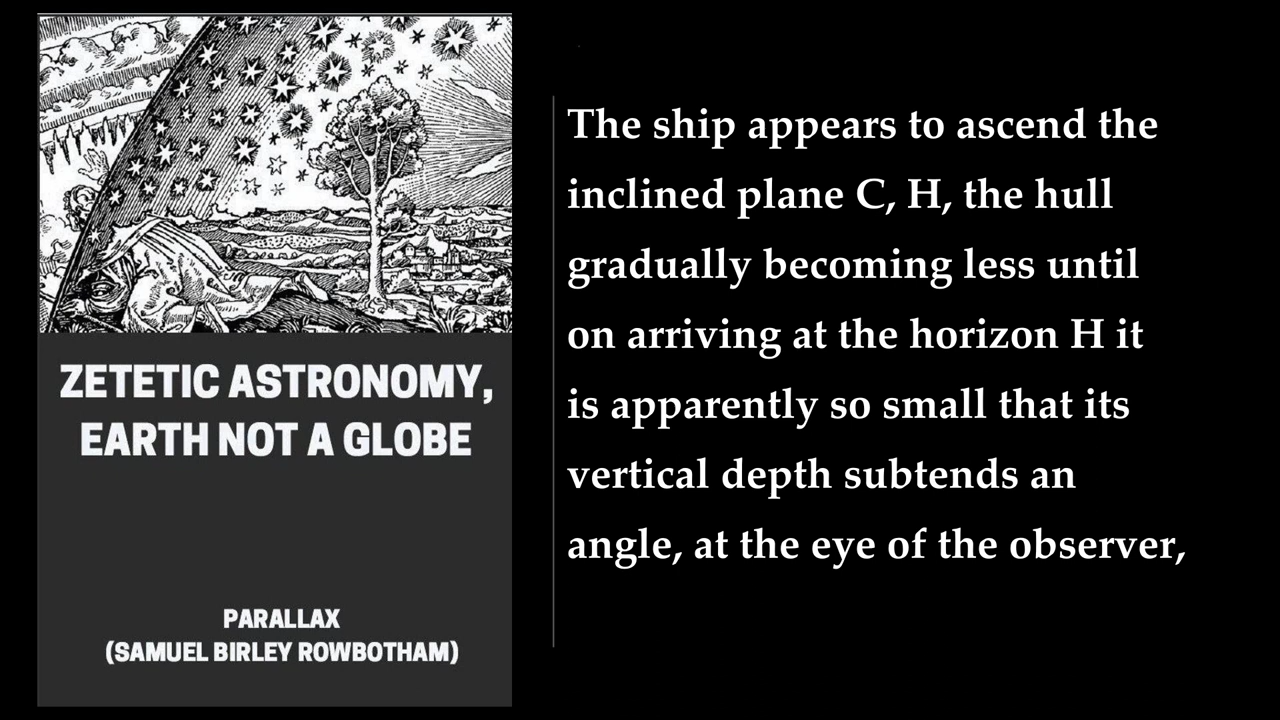 ZETETIC ASTRONOMY,
EARTH NOT A GLOBE
PARALLAX
(SAMUEL BIRLEY ROWBOTHAM)
The ship appears to ascend the
inclined plane C, H, the hull
gradually becoming less until
on arriving at the horizon H it
is apparently so small that its
vertical depth subtends an
angle, at the eye of the observer,